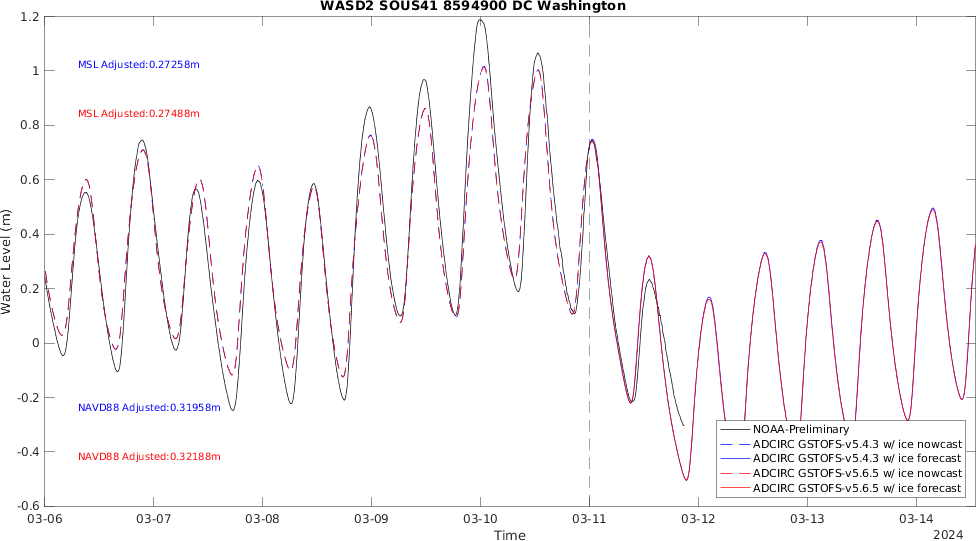 WASD2 SOUS41 8594900 DC Washington
1.2
1
0.8
0.6
0.4
0.2
0
-0.2
-0.4
-0.6
Water Level (m)
MSL Adjusted:0.27258m
MSL Adjusted:0.27488m
NAVD88 Adjusted:0.31958m
NAVD88 Adjusted:0.32188m
NOAA-Preliminary
ADCIRC GSTOFS-v5.4.3 w/ ice nowcast
ADCIRC GSTOFS-v5.4.3 w/ ice forecast
ADCIRC GSTOFS-v5.6.5 w/ ice nowcast
ADCIRC GSTOFS-v5.6.5 w/ ice forecast
03-06 03-07 03-08 03-09 03-10 03-11 03-12 03-13 03-14
Time
2024